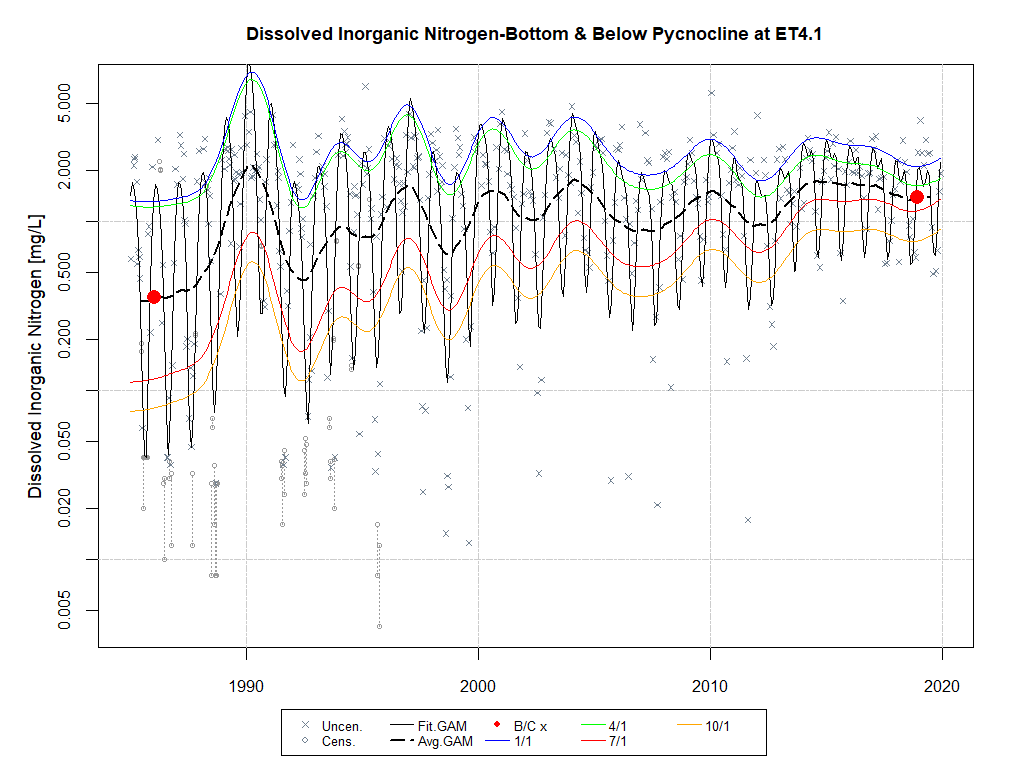 Dissolved Inorganic Nitrogen-Bottom & Below Pycnocline at ET4.1
Dissolved Inorganic Nitrogen [mg/L]
5.000
2.000
0.500
0.200
0.050
0.020
0.005
1990 2000 2010 2020
Uncen. Fit.GAM B/C x 4/1 10/1
Cens. Avg.GAM 1/1 7/1